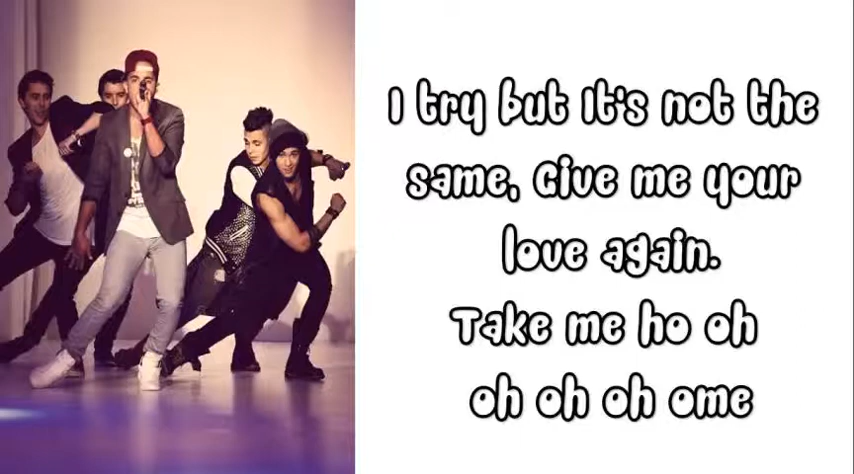 I try but It's not the
same, Give me your
love again.
Take me ho oh
oh oh oh ome